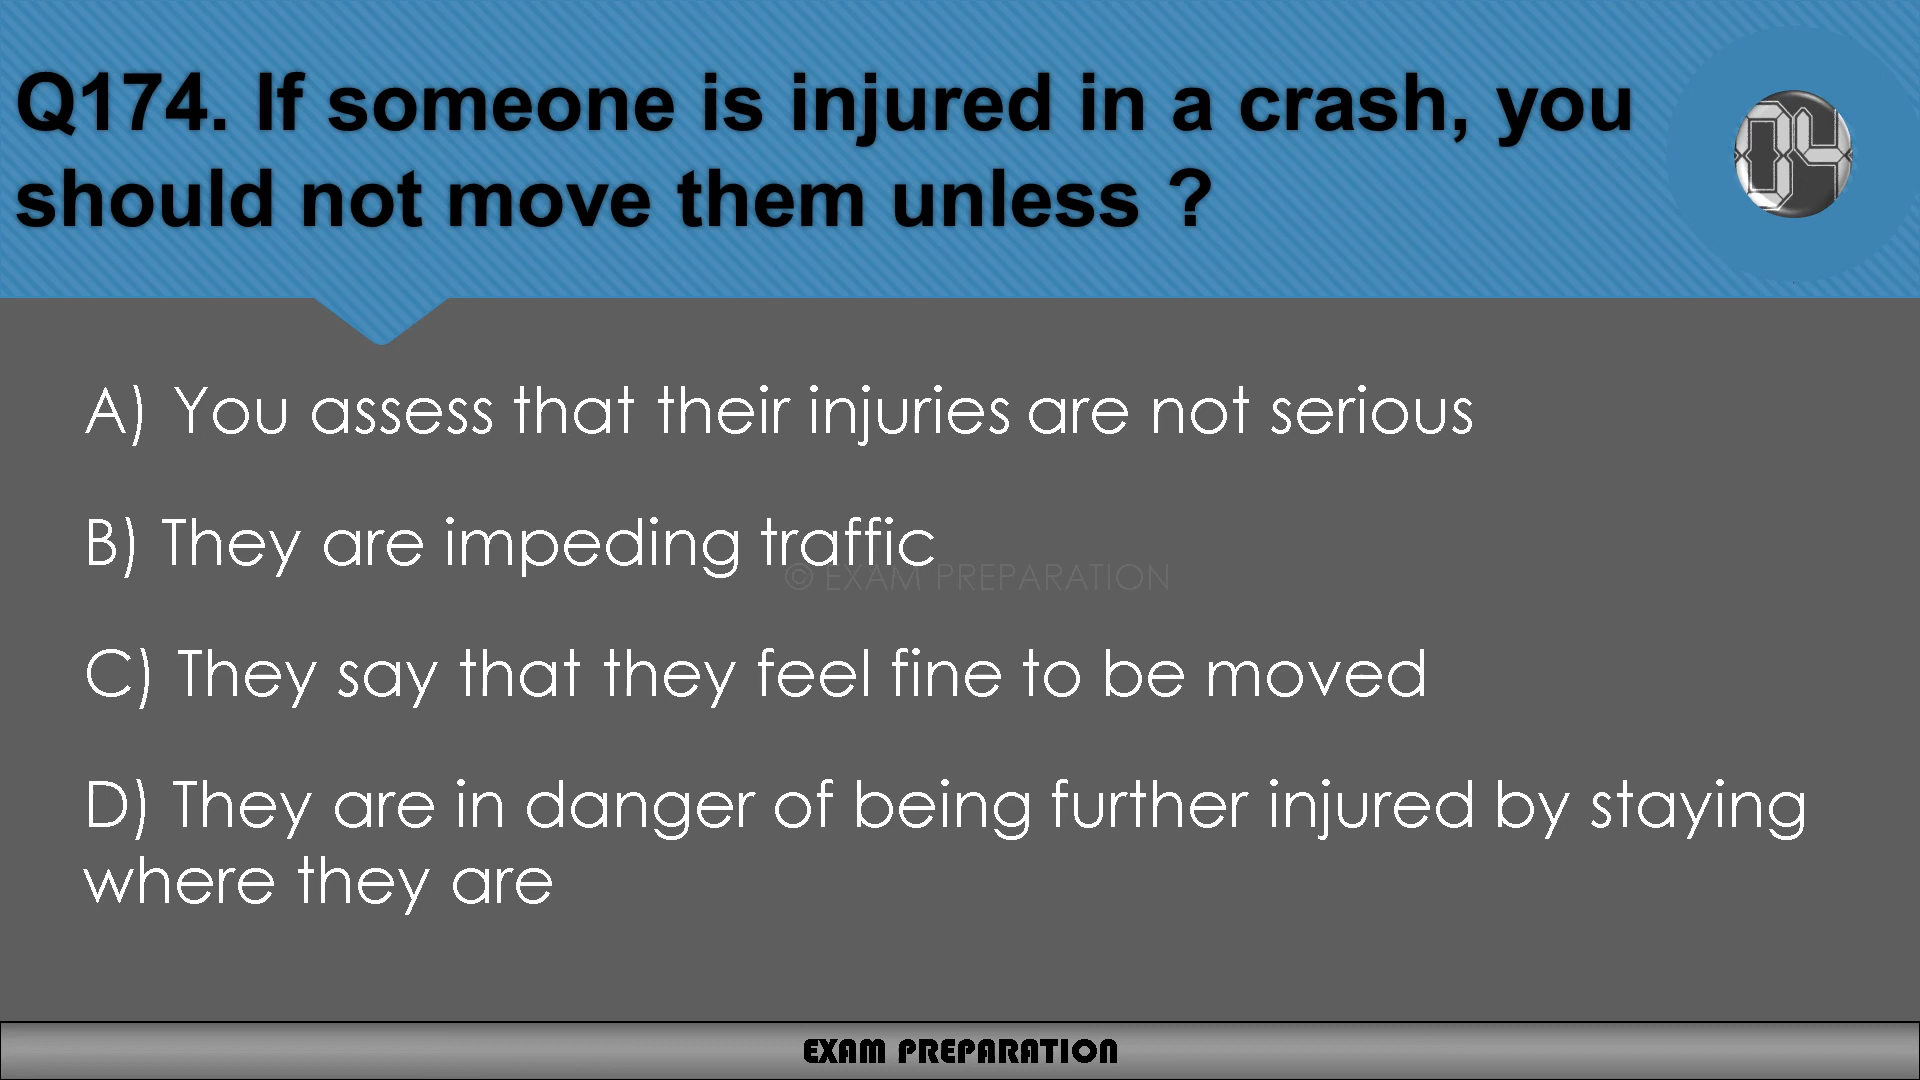 Q174. If someone is injured in a crash, you
should not move them unless ?
04
A) You assess that their injuries are not serious
B) They are impeding traffic
© EXAM PREPARATION
C) They say that they feel fine to be moved
D) They are in danger of being further injured by staying
where they are
EXAM PREPARATION